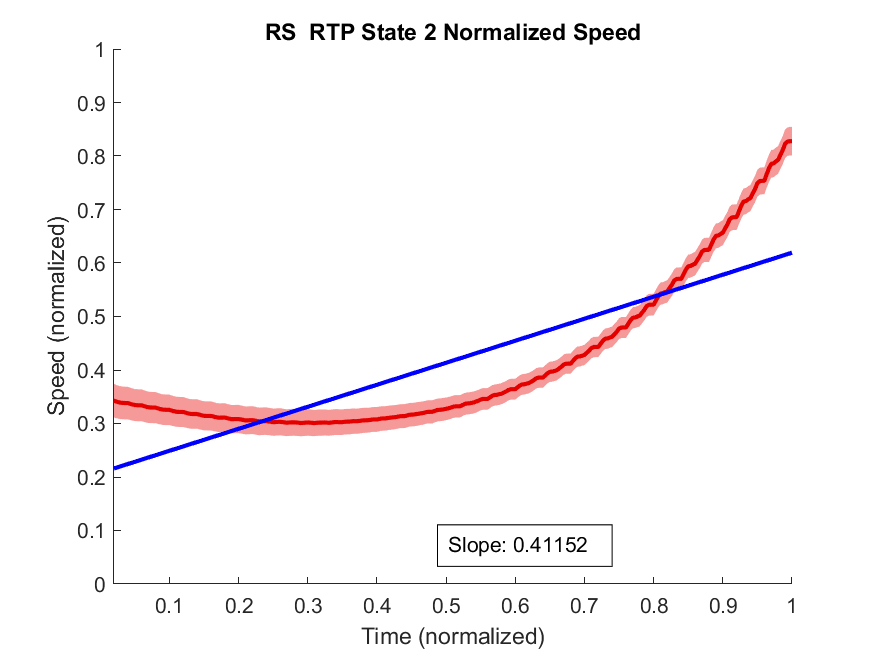 RS  RTP State 2 Normalized Speed
1
0.9
0.8
0.7
0.6
0.5
0.4
0.3
0.2
0.1
0
Speed (normalized)
Slope: 0.41152
0.1 0.2 0.3 0.4 0.5 0.6 0.7 0.8 0.9 1
Time (normalized)